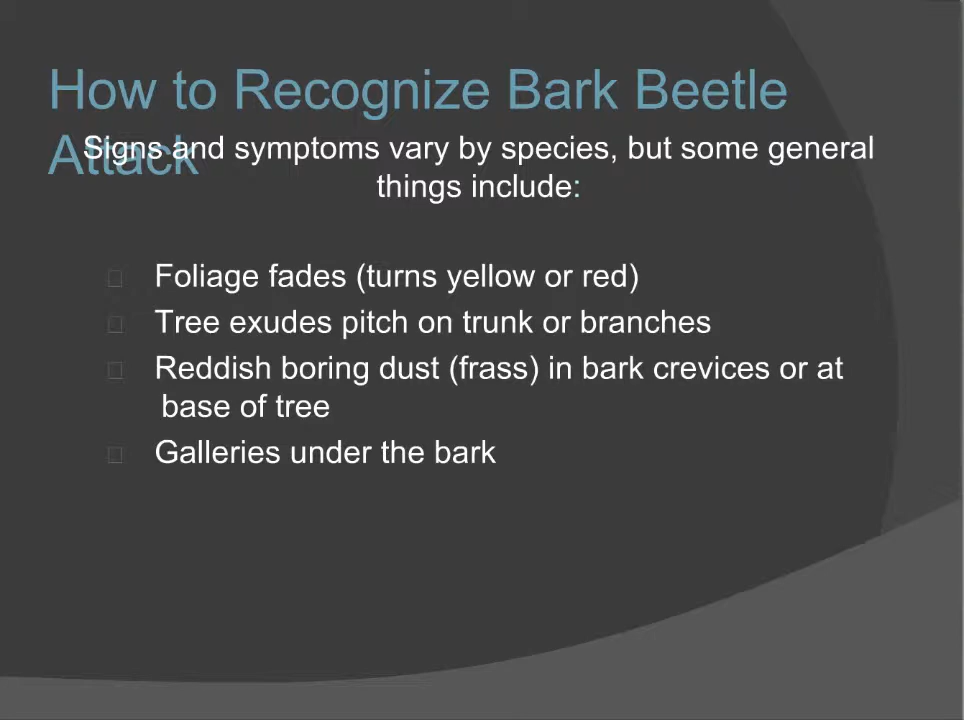 How to Recognize Bark Beetle
Attack
Signs and symptoms vary by species, but some general
things include:
Foliage fades (turns yellow or red)
Tree exudes pitch on trunk or branches
Reddish boring dust (frass) in bark crevices or at
base of tree
Galleries under the bark